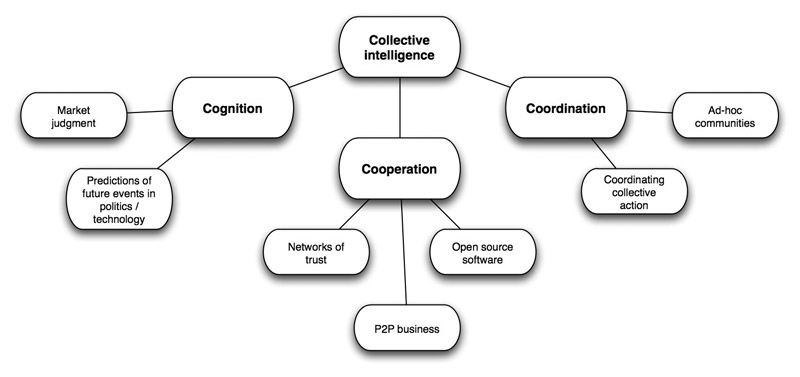 Collective
intelligence
Cognition
Coordination
Market
judgment
Ad-hoc
communities
Cooperation
Predictions of
future events in
politics /
technology
Coordinating
collective
action
Networks of
trust
Open source
software
P2P business